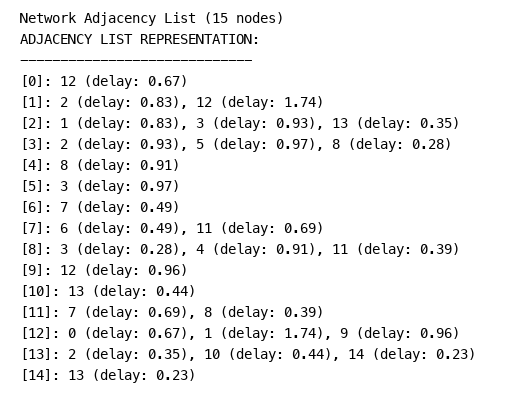 Network Adjacency List (15 nodes)
ADJACENCY LIST REPRESENTATION:
-----------------------------
[0]: 12 (delay: 0.67)
[1]: 2 (delay: 0.83), 12 (delay: 1.74)
[2]: 1 (delay: 0.83), 3 (delay: 0.93), 13 (delay: 0.35)
[3]: 2 (delay: 0.93), 5 (delay: 0.97), 8 (delay: 0.28)
[4]: 8 (delay: 0.91)
[5]: 3 (delay: 0.97)
[6]: 7 (delay: 0.49)
[7]: 6 (delay: 0.49), 11 (delay: 0.69)
[8]: 3 (delay: 0.28), 4 (delay: 0.91), 11 (delay: 0.39)
[9]: 12 (delay: 0.96)
[10]: 13 (delay: 0.44)
[11]: 7 (delay: 0.69), 8 (delay: 0.39)
[12]: 0 (delay: 0.67), 1 (delay: 1.74), 9 (delay: 0.96)
[13]: 2 (delay: 0.35), 10 (delay: 0.44), 14 (delay: 0.23)
[14]: 13 (delay: 0.23)